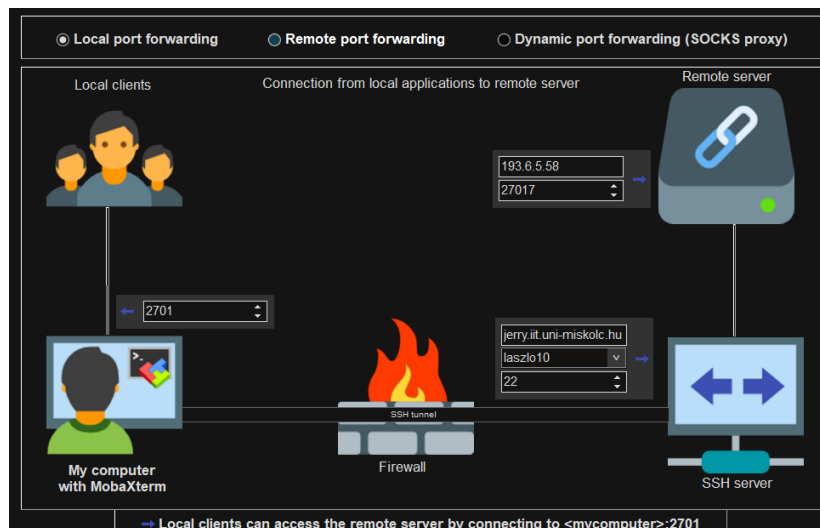 Local port forwarding
Remote port forwarding
Dynamic port forwarding (SOCKS proxy)
Local clients
Connection from local applications to remote server
Remote server
193.6.5.58
27017
2701
jerry.iit.uni-miskolc.hu
laszlo10
22
>_
SSH tunnel
My computer
with MobaXterm
Firewall
SSH server
Local clients can access the remote server by connecting to <mycomputer>:2701